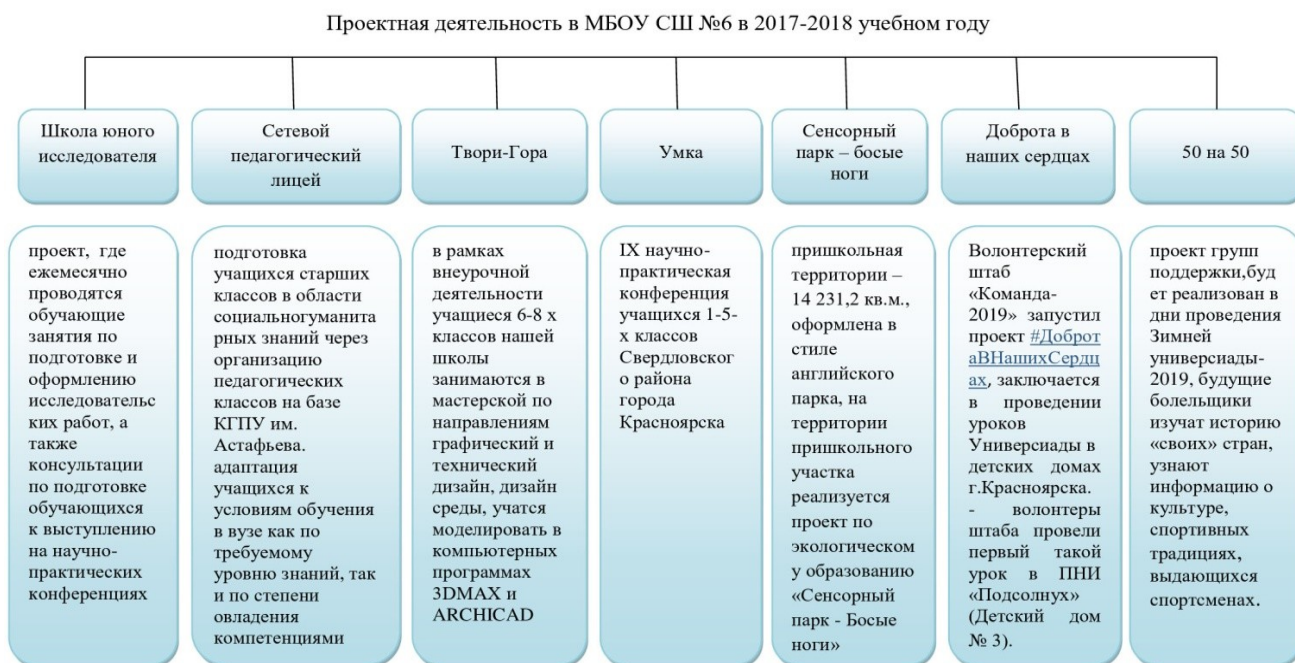 Проектная деятельность в МБОУ СШ №6 в 2017-2018 учебном году
Школа юного
исследователя
Сетевой
педагогический
лицей
Твори-Гора
Умка
Сенсорный
парк – босые
ноги
Доброта в
наших сердцах
50 на 50
проект, где
ежемесячно
проводятся
обучающие
занятия по
подготовке и
оформлению
исследовательс
ких работ, а
также
консультации
по подготовке
обучающихся
к выступлению
на научно-
практических
конференциях
подготовка
учащихся старших
классов в области
социальногуманита
рных знаний через
организацию
педагогических
классов на базе
КГПУ им.
Астафьева.
адаптация
учащихся к
условиям обучения
в вузе как по
требуемому
уровню знаний, так
и по степени
овладения
компетенциями
в рамках
внеурочной
деятельности
учащиеся 6-8 х
классов нашей
школы
занимаются в
мастерской по
направлениям
графический и
технический
дизайн, дизайн
среды, учатся
моделировать в
компьютерных
программах
3DMAX и
ARCHICAD
IX научно-
практическая
конференция
учащихся 1-5-
х классов
Свердловског
о района
города
Красноярска
пришкольная
территории –
14 231,2 кв.м.,
оформлена в
стиле
английского
парка, на
территории
пришкольного
участка
реализуется
проект по
экологическом
у образованию
«Сенсорный
парк - Босые
ноги»
Волонтерский
штаб
«Команда-
2019» запустил
проект #Доброт
аВНашихСердц
ах, заключается
в проведении
уроков
Универсиады в
детских домах
г.Красноярска.
- волонтеры
штаба провели
первый такой
урок в ПНИ
«Подсолнух»
(Детский дом
№ 3).
проект групп
поддержки,буд
ет реализован в
дни проведения
Зимней
универсиады-
2019, будущие
болельщики
изучат историю
«своих» стран,
узнают
информацию о
культуре,
спортивных
традициях,
выдающихся
спортсменах.